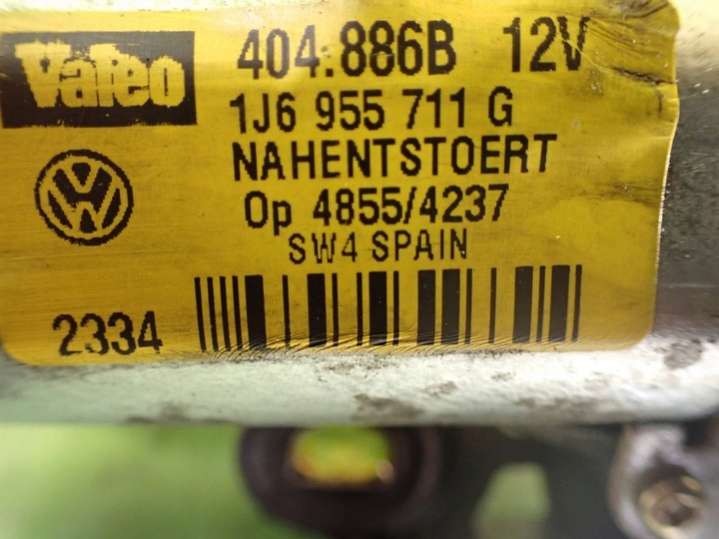 Valeo
404.886B 12V
1J6 955 711 G
NAHENTSTOERT
Op 4855/4237
SW4 SPAIN
2334